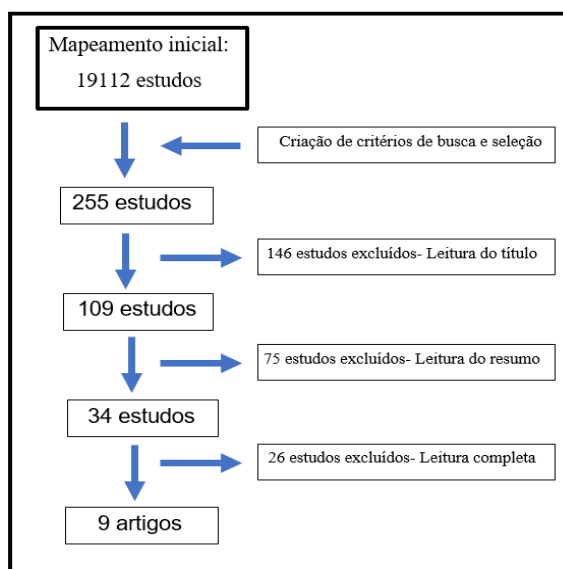 Mapeamento inicial:
19112 estudos
Criação de critérios de busca e seleção
255 estudos
146 estudos excluídos- Leitura do título
109 estudos
75 estudos excluídos- Leitura do resumo
34 estudos
26 estudos excluídos- Leitura completa
9 artigos